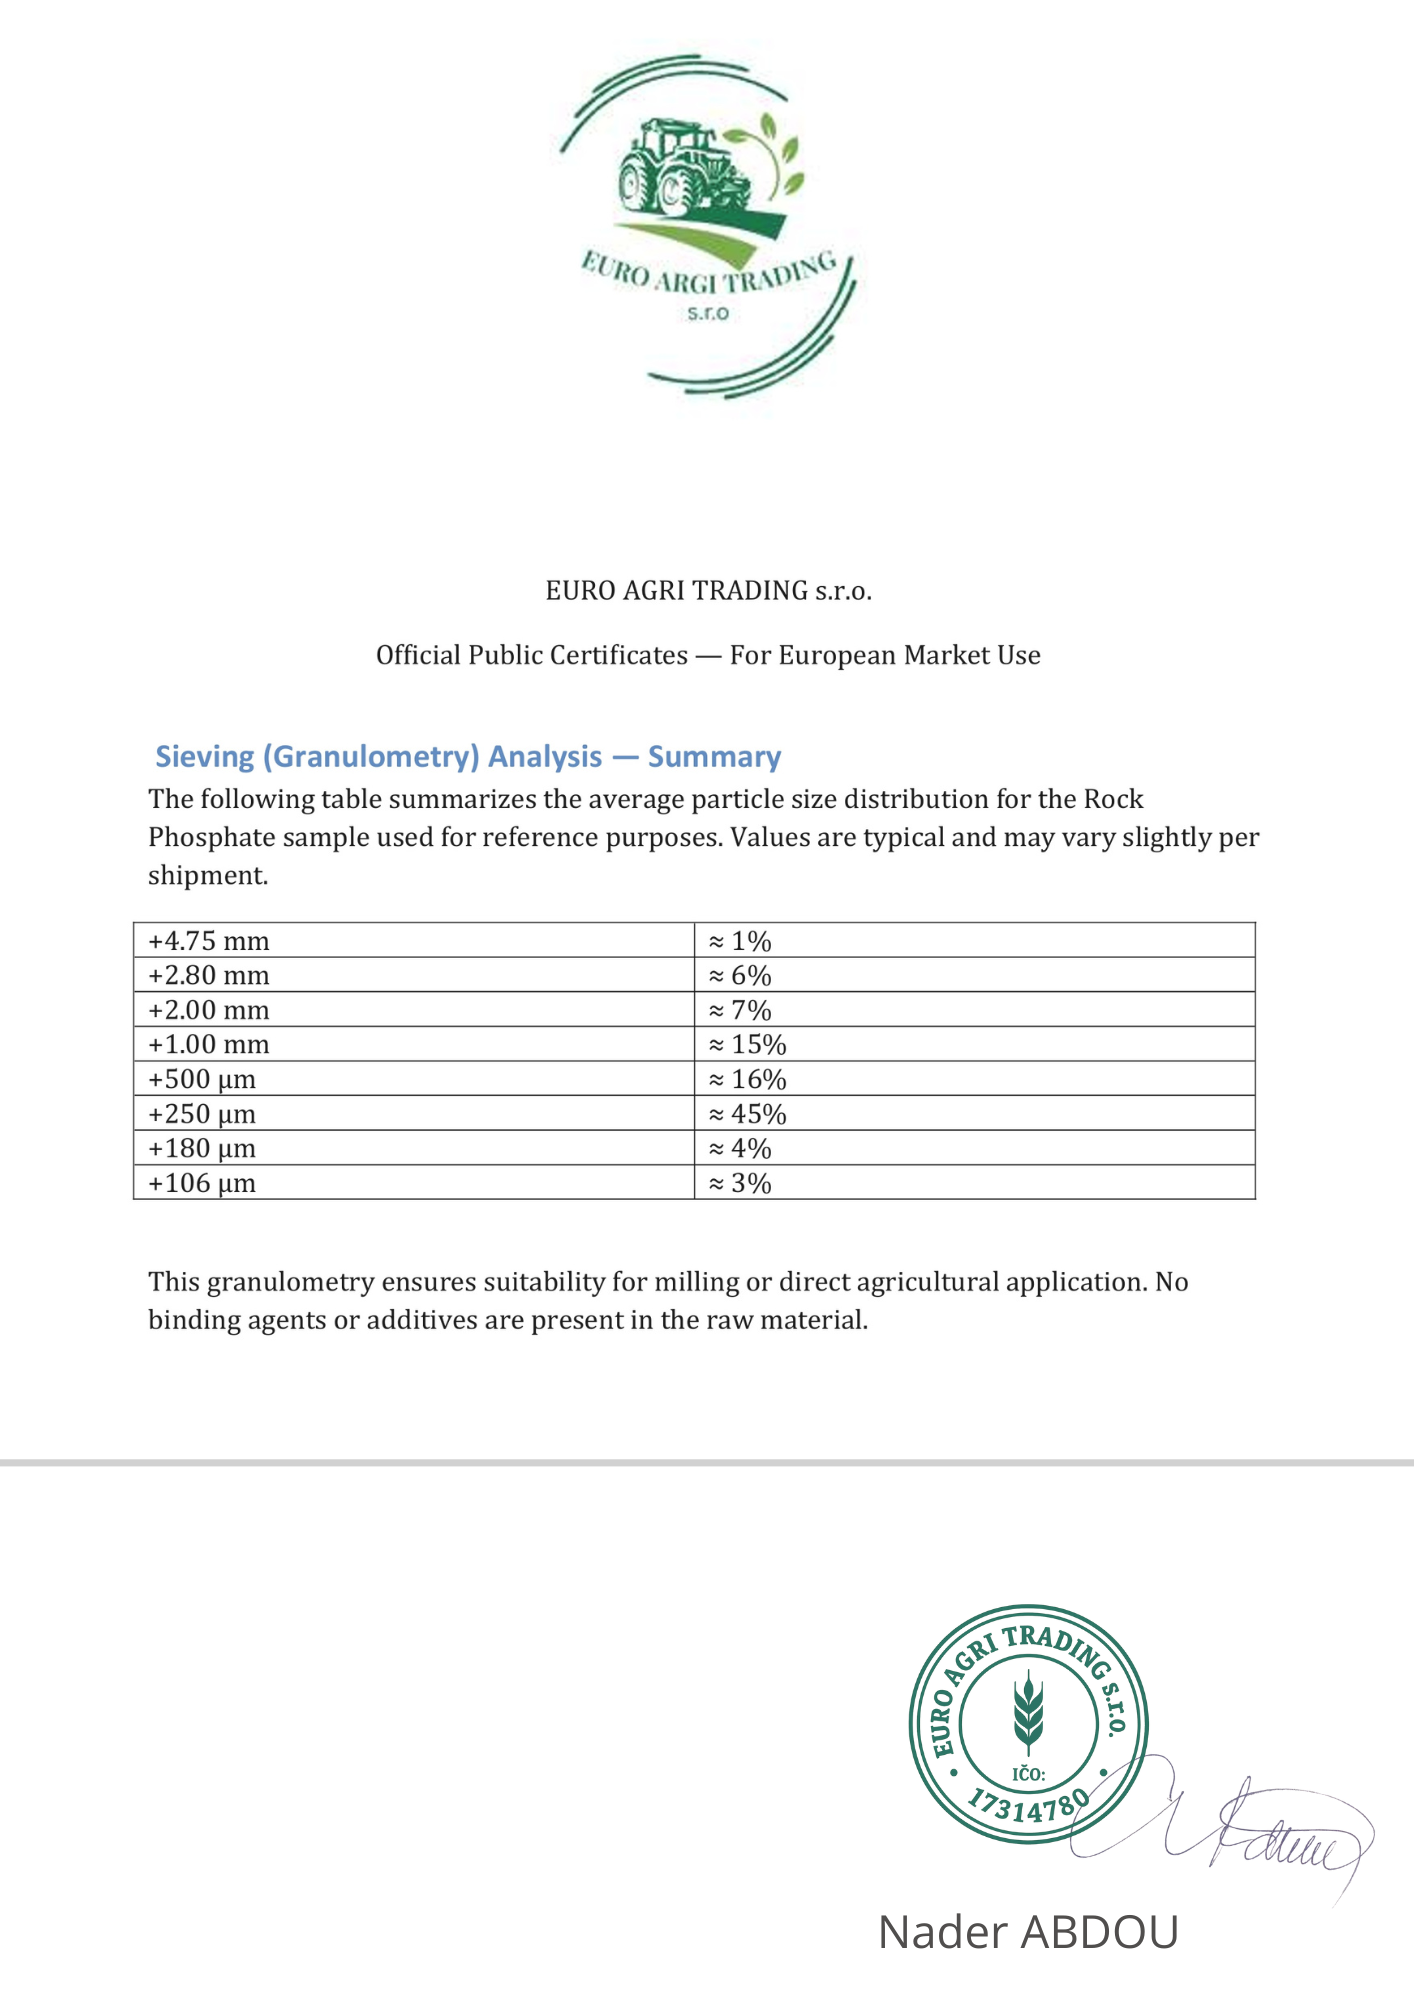 EURO ARGI TRADING
s.r.o
EURO AGRI TRADING s.r.o.
Official Public Certificates — For European Market Use
Sieving (Granulometry) Analysis — Summary
The following table summarizes the average particle size distribution for the Rock
Phosphate sample used for reference purposes. Values are typical and may vary slightly per
shipment.
+4.75 mm ≈ 1%
+2.80 mm ≈ 6%
+2.00 mm ≈ 7%
+1.00 mm ≈ 15%
+500 µm ≈ 16%
+250 µm ≈ 45%
+180 µm ≈ 4%
+106 µm ≈ 3%
This granulometry ensures suitability for milling or direct agricultural application. No
binding agents or additives are present in the raw material.
EURO AGRI TRADING s.r.o.
IČO:
17314780
Nader ABDOU